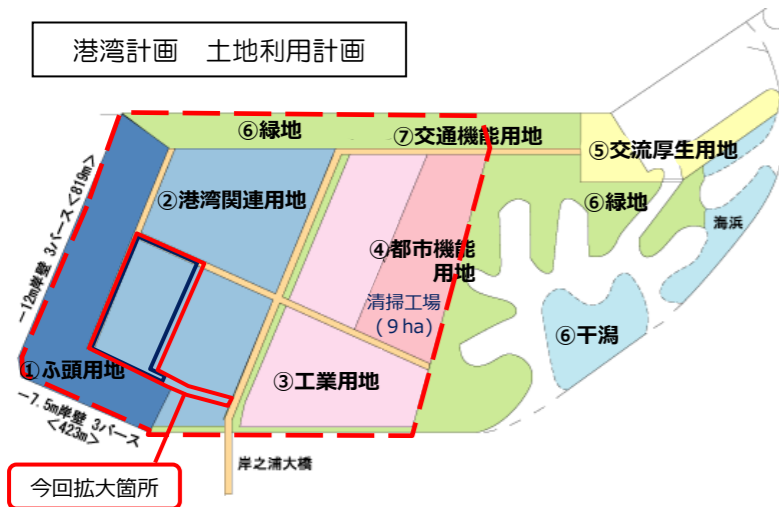 港湾計画 土地利用計画
⑥緑地
⑦交通機能用地
⑤交流厚生用地
②港湾関連用地
⑥緑地
海浜
－12m岸壁 3バース<819m>
④都市機能
用地
清掃工場
(９ha)
⑥干潟
①ふ頭用地
③工業用地
－7.5m岸壁 3バース
<423m>
岸之浦大橋
今回拡大箇所